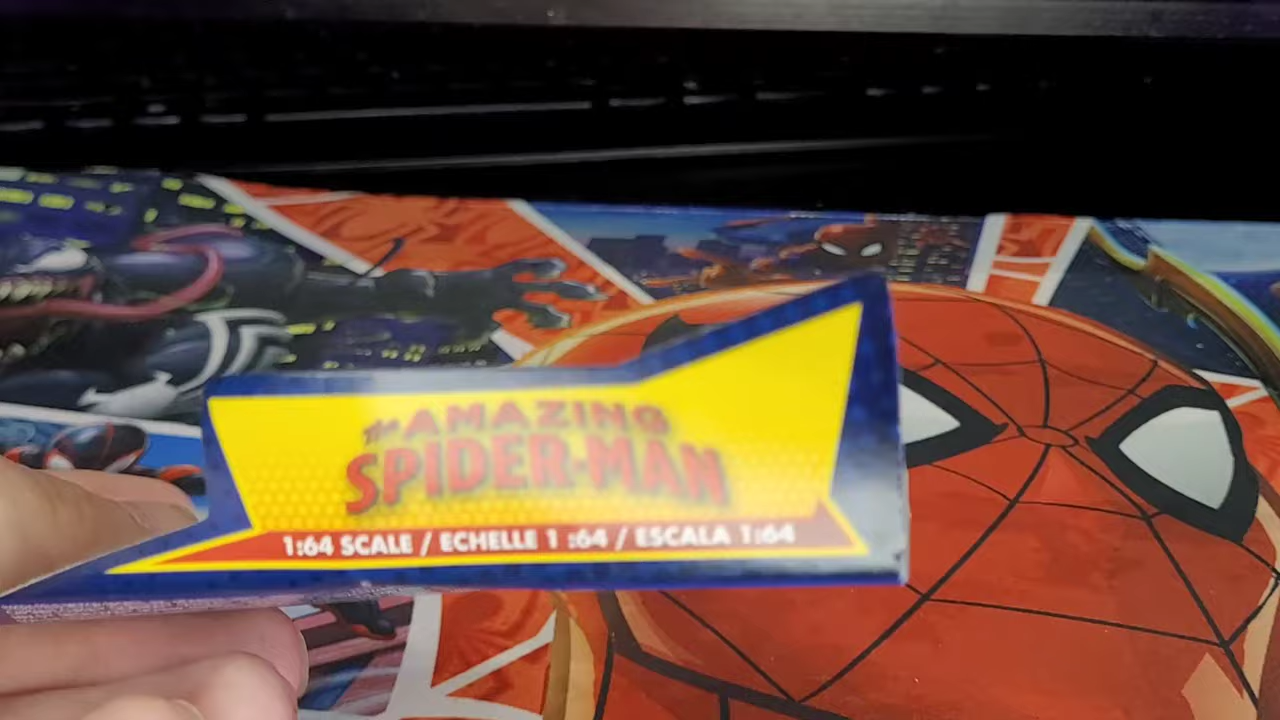 THE AMAZING
SPIDER-MAN
1:64 SCALE / ECHELLE 1 :64 / ESCALA 1:64